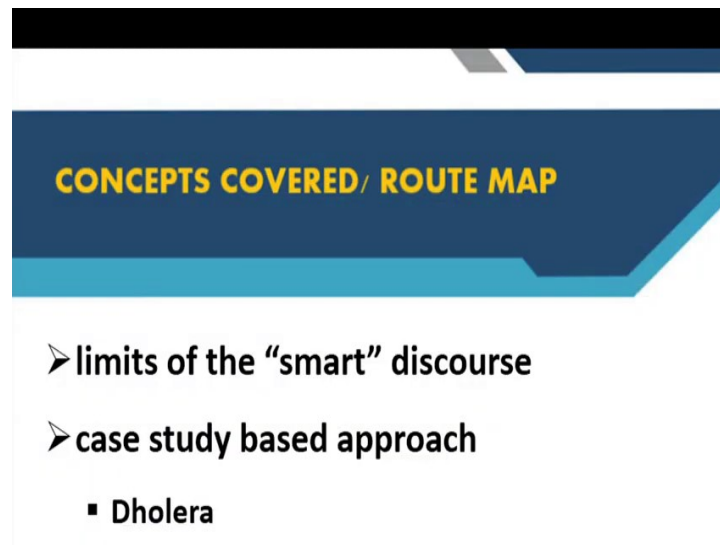 CONCEPTS COVERED/ ROUTE MAP
➢limits of the “smart” discourse
➢case study based approach
▪ Dholera